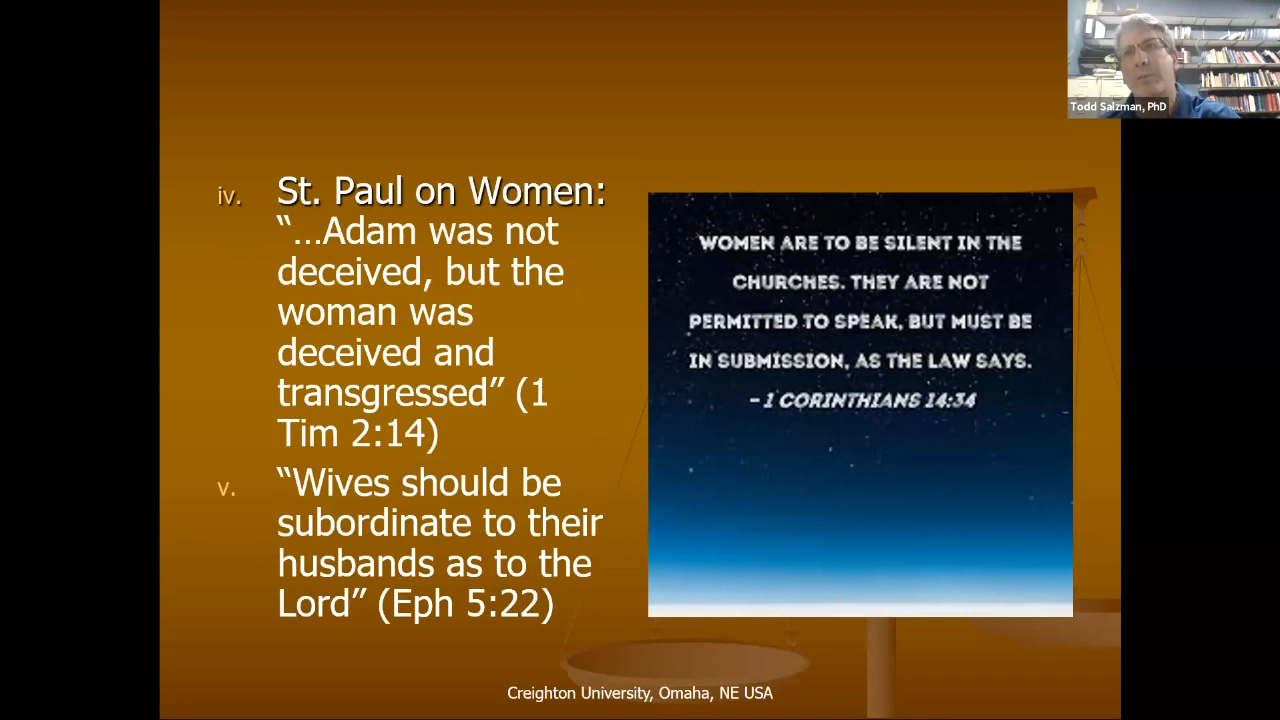 Todd Salzman, PhD
iv. St. Paul on Women:
“...Adam was not
deceived, but the
woman was
deceived and
transgressed” (1
Tim 2:14)
v. “Wives should be
subordinate to their
husbands as to the
Lord” (Eph 5:22)
WOMEN ARE TO BE SILENT IN THE
CHURCHES. THEY ARE NOT
PERMITTED TO SPEAK, BUT MUST BE
IN SUBMISSION, AS THE LAW SAYS.
– 1 CORINTHIANS 14:34
Creighton University, Omaha, NE USA